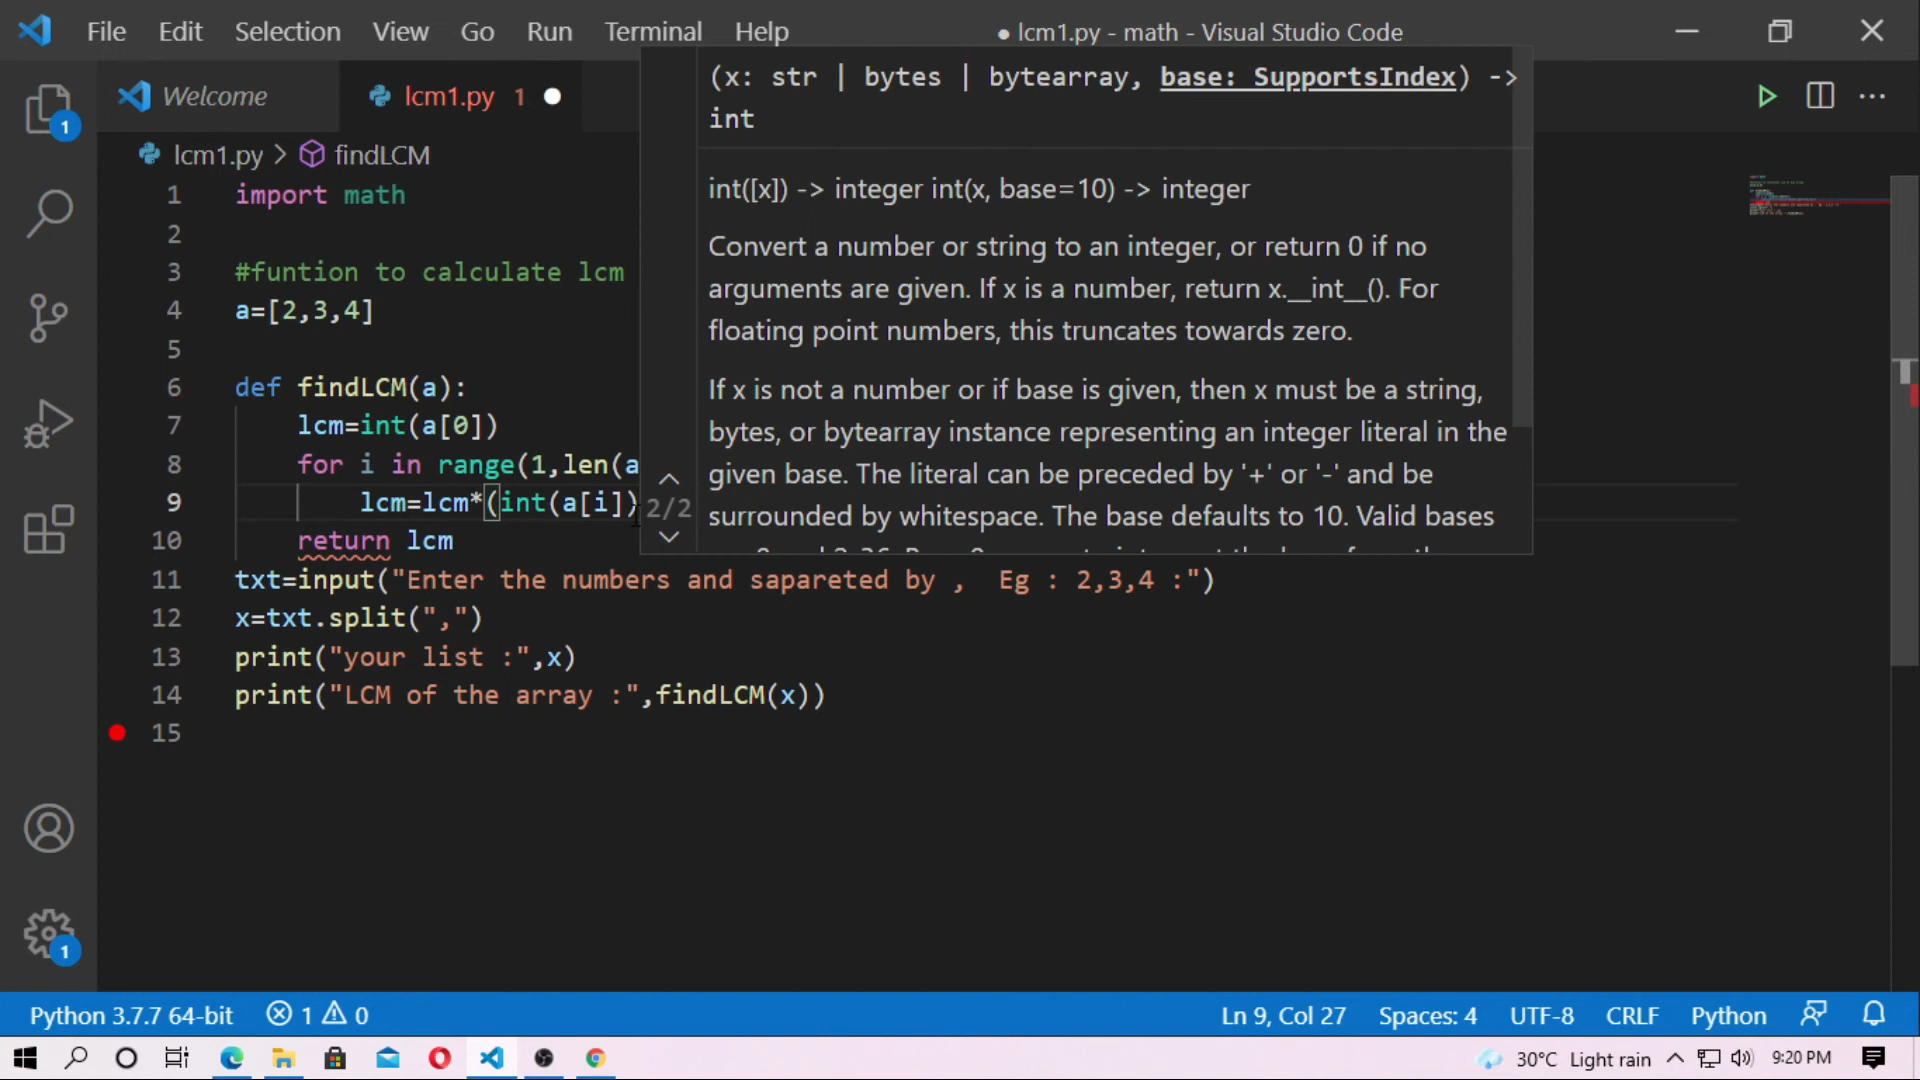 File Edit Selection View Go Run Terminal Help ● lcm1.py - math - Visual Studio Code
Welcome lcm1.py 1
lcm1.py > findLCM
1 import math
2
3 #funtion to calculate lcm
4 a=[2,3,4]
5
6 def findLCM(a):
7 lcm=int(a[0])
8 for i in range(1,len(a
9 lcm=lcm*(int(a[i])
10 return lcm
11 txt=input("Enter the numbers and sapareted by , Eg : 2,3,4 :")
12 x=txt.split(",")
13 print("your list :",x)
14 print("LCM of the array :",findLCM(x))
15
(x: str | bytes | bytearray, base: SupportsIndex) ->
int
int([x]) -> integer int(x, base=10) -> integer
Convert a number or string to an integer, or return 0 if no
arguments are given. If x is a number, return x.__int__(). For
floating point numbers, this truncates towards zero.
If x is not a number or if base is given, then x must be a string,
bytes, or bytearray instance representing an integer literal in the
given base. The literal can be preceded by '+' or '-' and be
surrounded by whitespace. The base defaults to 10. Valid bases
2/2
1
1
Python 3.7.7 64-bit 1 0 Ln 9, Col 27 Spaces: 4 UTF-8 CRLF Python
30°C Light rain 9:20 PM